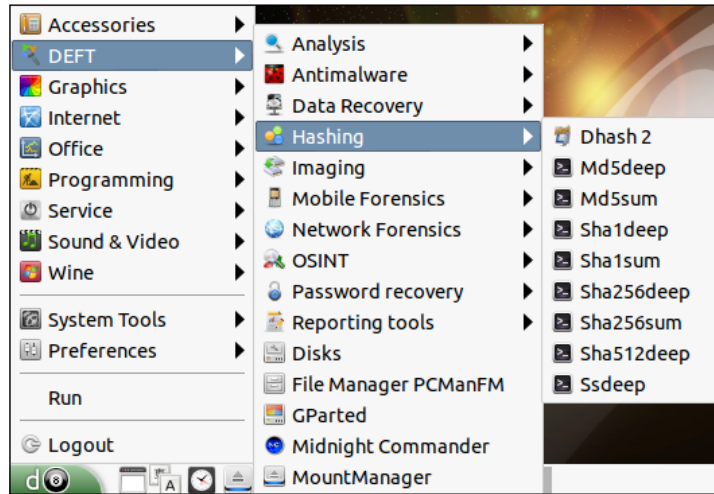 Accessories
DEFT
Graphics
Internet
Office
Programming
Service
Sound & Video
Wine
System Tools
Preferences
Run
Logout
d8
A
Analysis
Antimalware
Data Recovery
Hashing
Imaging
Mobile Forensics
Network Forensics
OSINT
Password recovery
Reporting tools
Disks
File Manager PCManFM
GParted
Midnight Commander
MountManager
Dhash 2
Md5deep
Md5sum
Sha1deep
Sha1sum
Sha256deep
Sha256sum
Sha512deep
Ssdeep